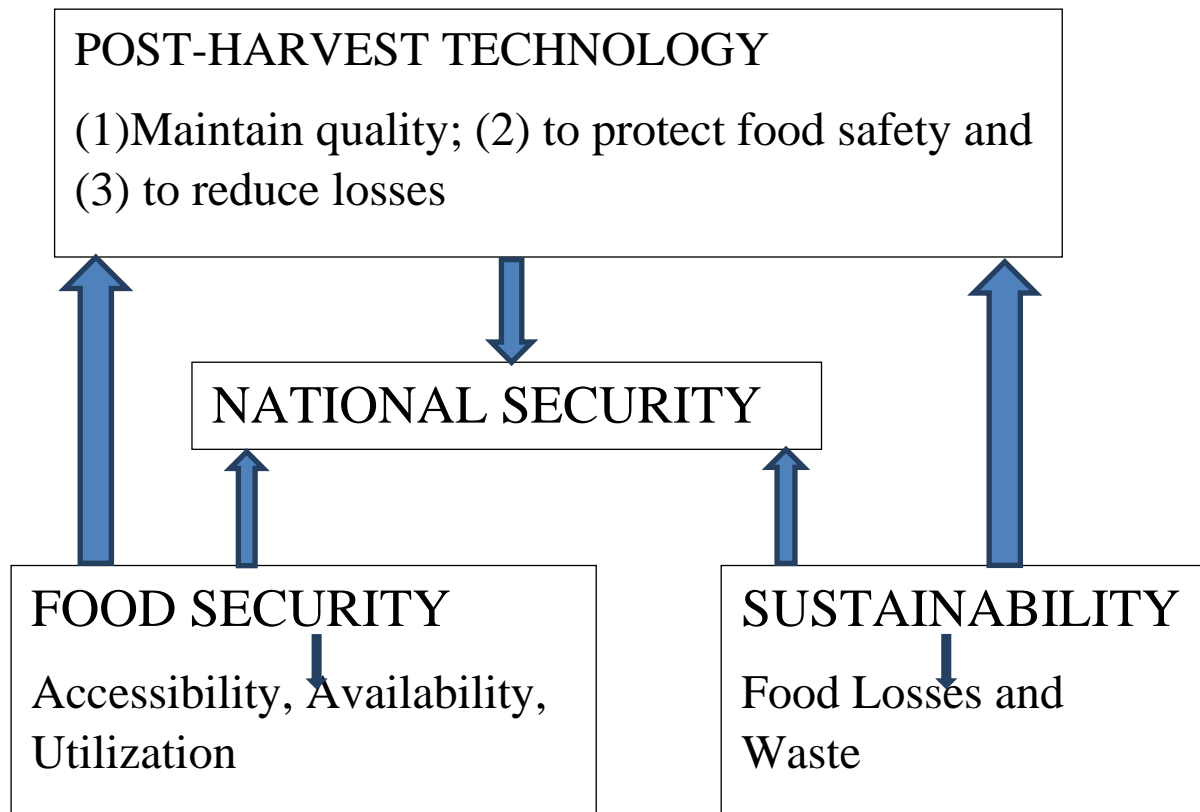 POST-HARVEST TECHNOLOGY
(1)Maintain quality; (2) to protect food safety and
(3) to reduce losses
NATIONAL SECURITY
FOOD SECURITY
Accessibility, Availability,
Utilization
SUSTAINABILITY
Food Losses and
Waste